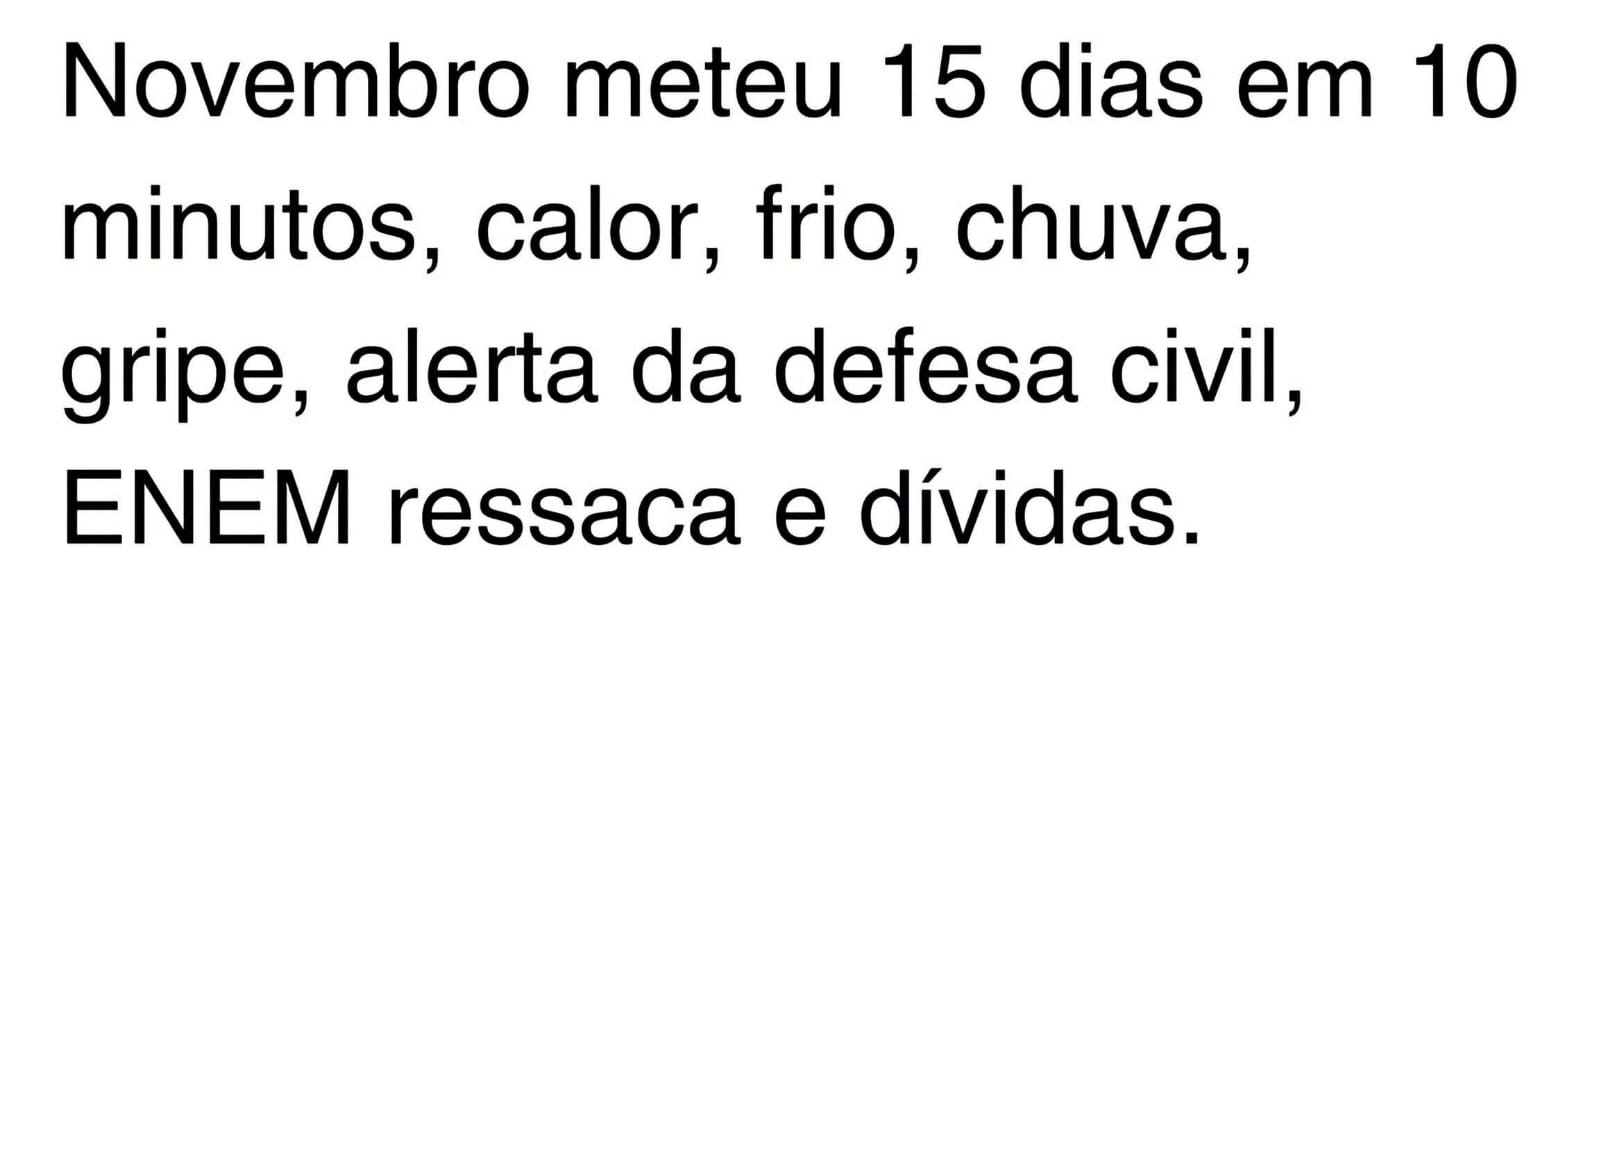 Novembro meteu 15 dias em 10
minutos, calor, frio, chuva,
gripe, alerta da defesa civil,
ENEM ressaca e dívidas.